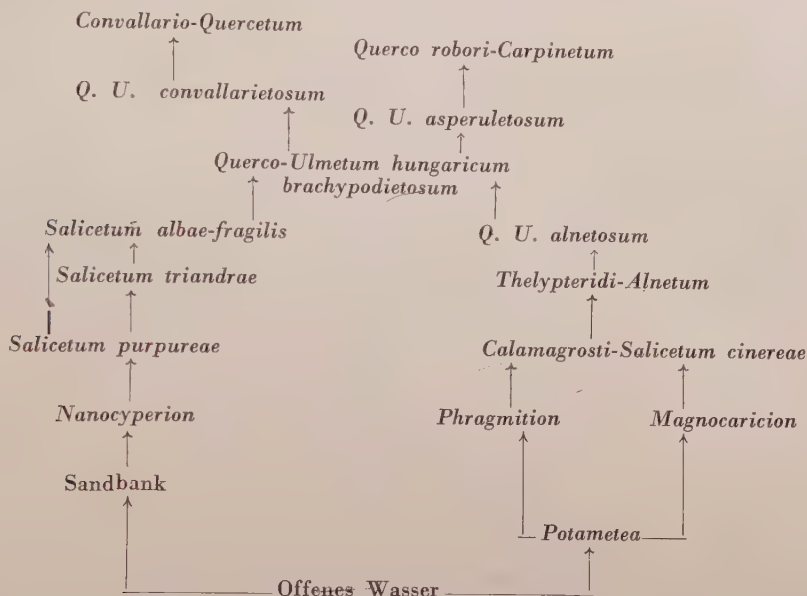 Convallario-Quercetum
Querco robori-Carpinetum
Q. U. convallarietosum
Q. U. asperuletosum
Querco-Ulmetum hungaricum
brachypodietosum
Salicetum albae-fragilis
Q. U. alnetosum
Salicetum triandrae
Thelypteridi-Alnetum
Salicetum purpureae
Calamagrosti-Salicetum cinereae
Nanocyperion
Phragmition
Magnocaricion
Sandbank
Potametea
Offenes Wasser